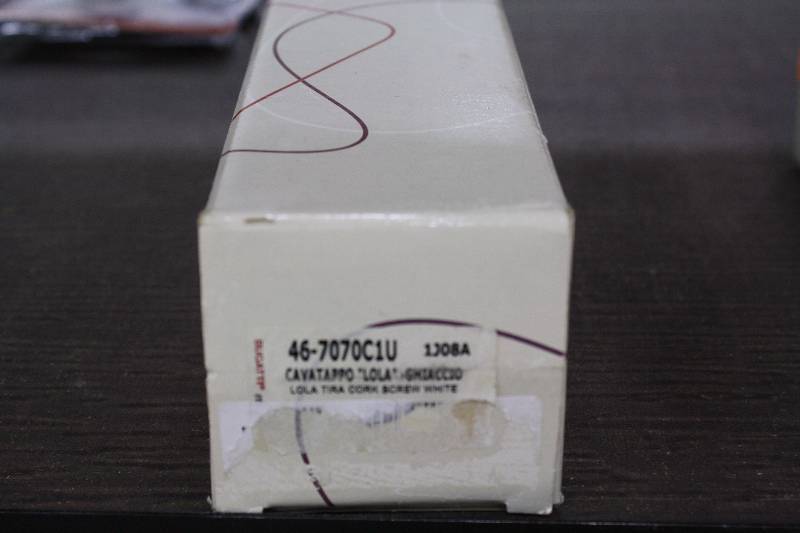 46-7070C1U 1J08A
CAVATAPPO "LOLA"-GHIACCIO
LOLA TIRA CORK SCREW WHITE